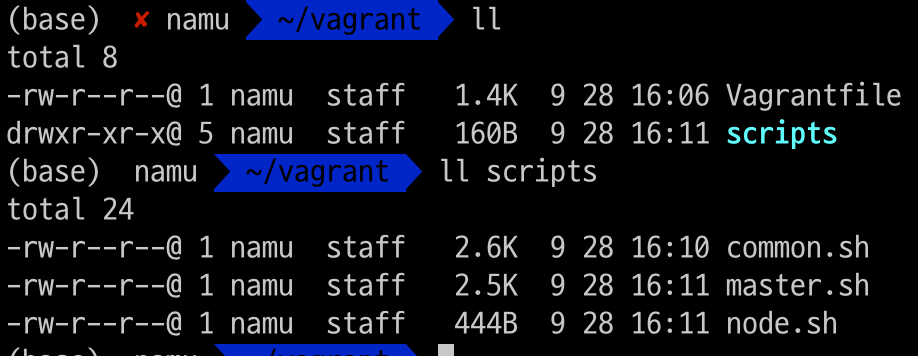 (base) ✘ namu ~/vagrant ll
total 8
-rw-r--r--@ 1 namu staff 1.4K 9 28 16:06 Vagrantfile
drwxr-xr-x@ 5 namu staff 160B 9 28 16:11 scripts
(base) namu ~/vagrant ll scripts
total 24
-rw-r--r--@ 1 namu staff 2.6K 9 28 16:10 common.sh
-rw-r--r--@ 1 namu staff 2.5K 9 28 16:11 master.sh
-rw-r--r--@ 1 namu staff 444B 9 28 16:11 node.sh
(base) namu ~/vagrant